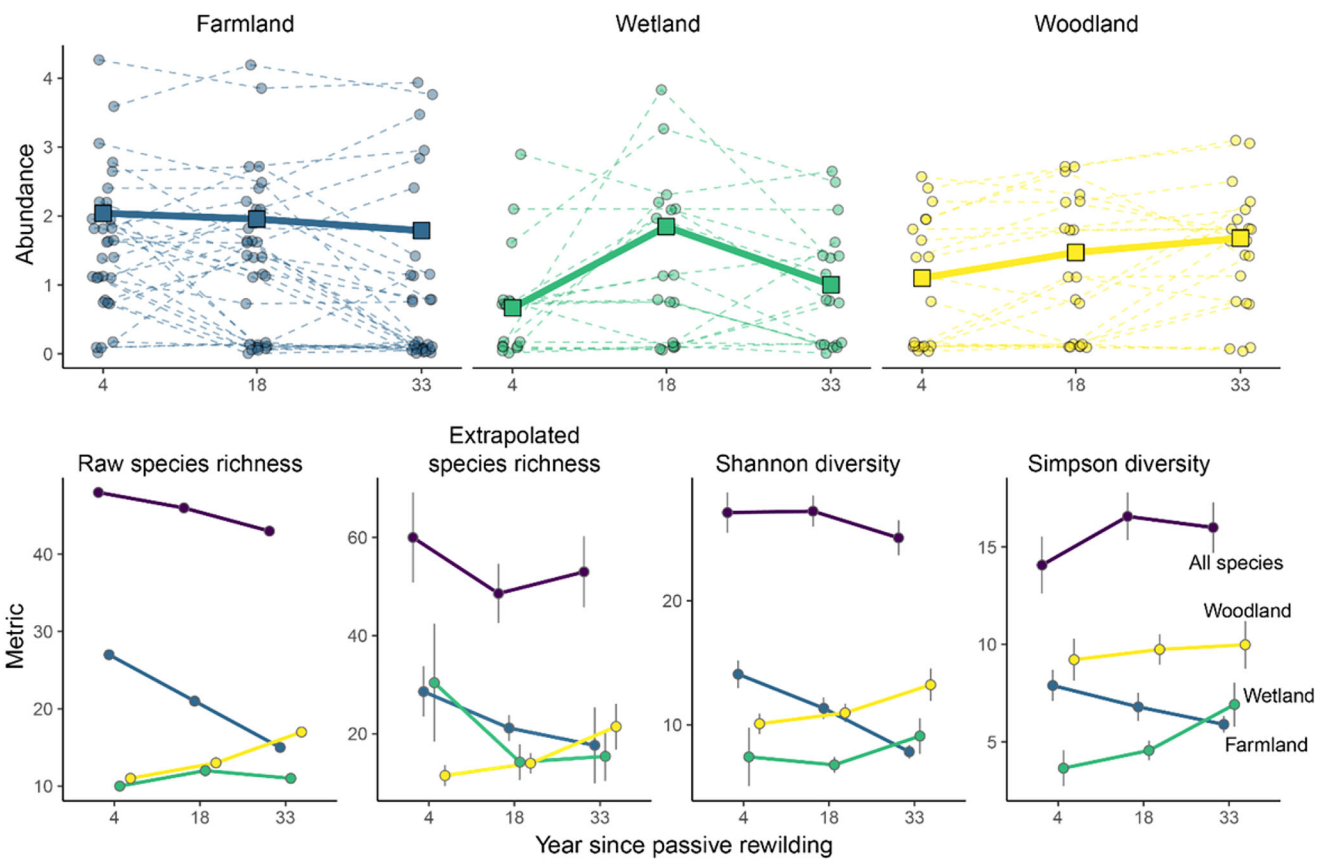 Farmland
Wetland
Woodland
Abundance
4
3
2
1
0
4
18
33
4
18
33
4
18
33
Raw species richness
Extrapolated
species richness
Shannon diversity
Simpson diversity
Metric
40
30
20
10
60
40
20
20
10
15
10
5
All species
Woodland
Wetland
Farmland
4
18
33
4
18
33
4
18
33
4
18
33
Year since passive rewilding